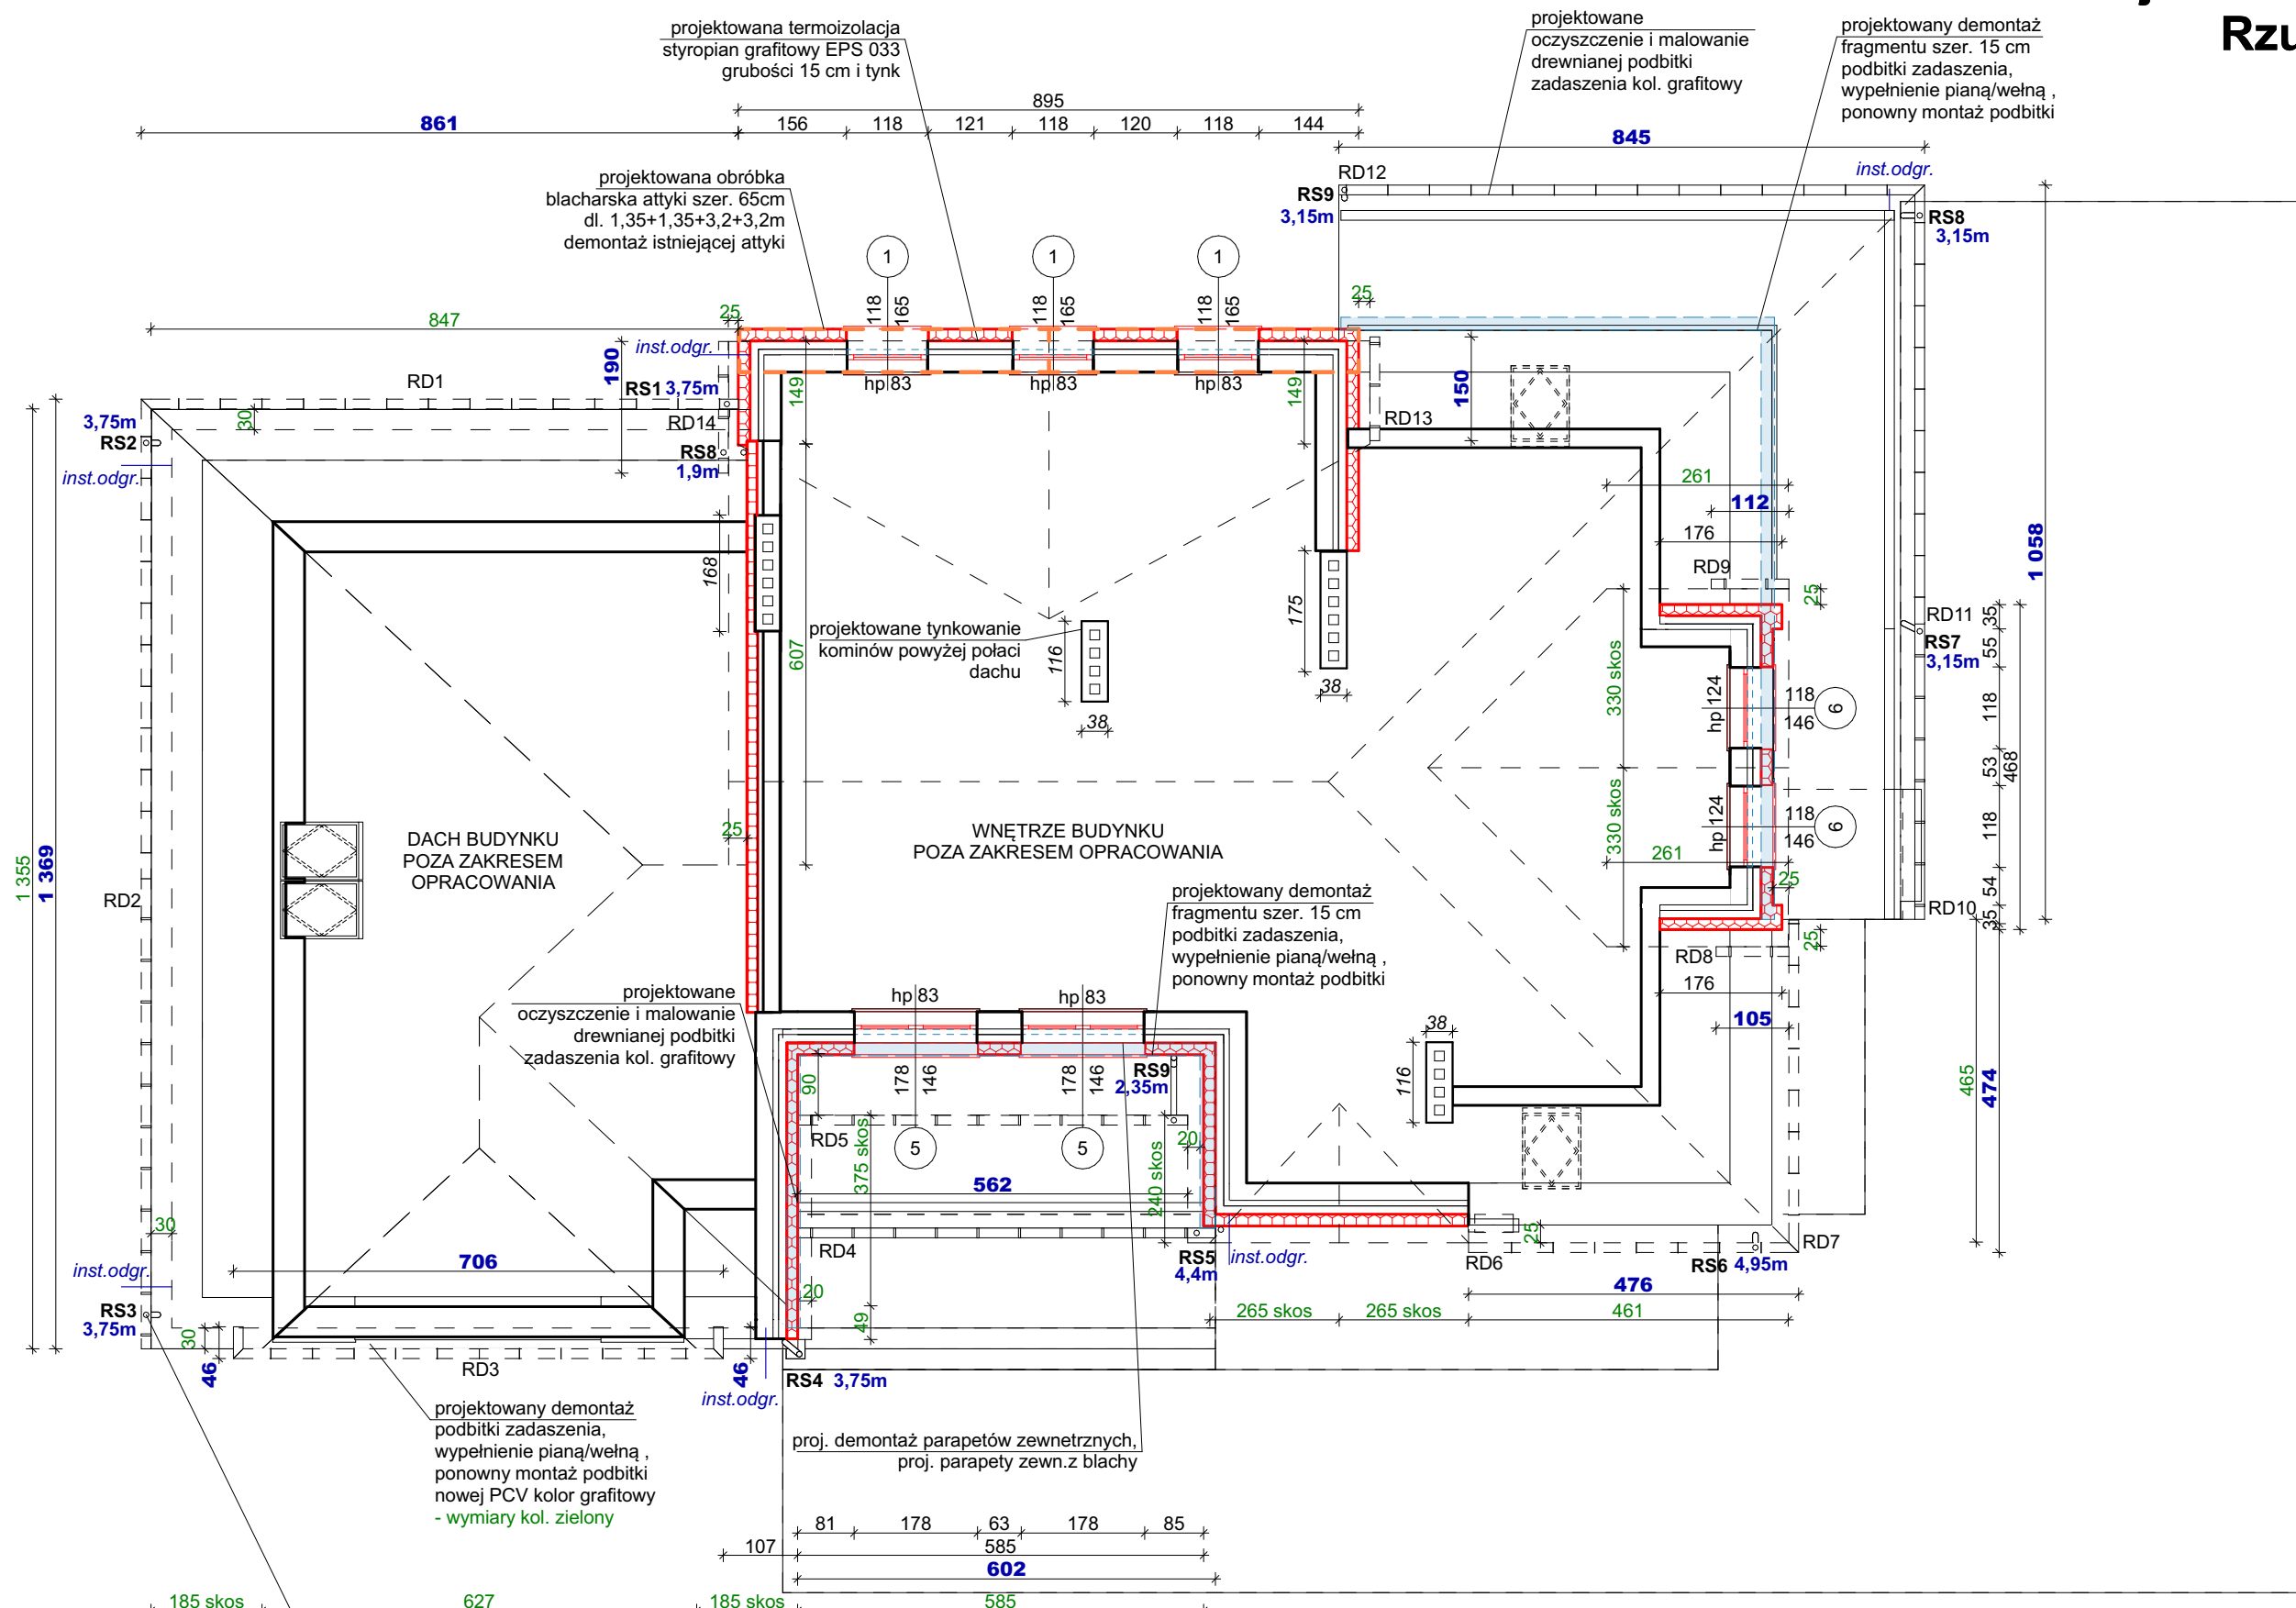 Rzu
projektowana termoizolacja
styropian grafitowy EPS 033
grubości 15 cm i tynk
projektowane
oczyszczenie i malowanie
drewnianej podbitki
zadaszenia kol. grafitowy
projektowany demontaż
fragmentu szer. 15 cm
podbitki zadaszenia,
wypełnienie pianą/wełną ,
ponowny montaż podbitki
895
861
156 118 121 118 120 118 144
845
projektowana obróbka
blacharska attyki szer. 65cm
dl. 1,35+1,35+3,2+3,2m
demontaż istniejącej attyki
RD12
RS9
3,15m
inst.odgr.
RS8
3,15m
1 1 1
118 165 118 165 118 165
847
25
25
inst.odgr.
190
hp 83 hp 83 hp 83
149
149
150
RD1
RS1 3,75m
RD14
RS8
1,9m
RD13
3,75m
RS2
inst.odgr.
30
261
112
176
168
RD9
25
1 058
175
607
projektowane tynkowanie
kominów powyżej połaci
dachu
116
38
38
RD11
RS7
3,15m
35
55
118
53
468
118
54
35
330 skos
330 skos
hp 124
118
146
6
hp 124
118
146
6
261
25
25
RD10
RD8
176
105
25
DACH BUDYNKU
POZA ZAKRESEM
OPRACOWANIA
WNĘTRZE BUDYNKU
POZA ZAKRESEM OPRACOWANIA
1 355
1 369
RD2
projektowany demontaż
fragmentu szer. 15 cm
podbitki zadaszenia,
wypełnienie pianą/wełną ,
ponowny montaż podbitki
projektowane
oczyszczenie i malowanie
drewnianej podbitki
zadaszenia kol. grafitowy
hp 83 hp 83
38
116
465
474
90
178 146 178 146
RS9
2,35m
RD5
5 5
375 skos
240 skos
20
562
RD4
20
49
RS5
4,4m
inst.odgr.
RD6
25
RS6 4,95m
RD7
476
265 skos 265 skos 461
30
706
inst.odgr.
RS3
3,75m
30
46
RD3
46
inst.odgr.
RS4 3,75m
projektowany demontaż
podbitki zadaszenia,
wypełnienie pianą/wełną ,
ponowny montaż podbitki
nowej PCV kolor grafitowy
- wymiary kol. zielony
proj. demontaż parapetów zewnetrznych,
proj. parapety zewn.z blachy
81 178 63 178 85
107 585
602
185 skos 627 185 skos 585